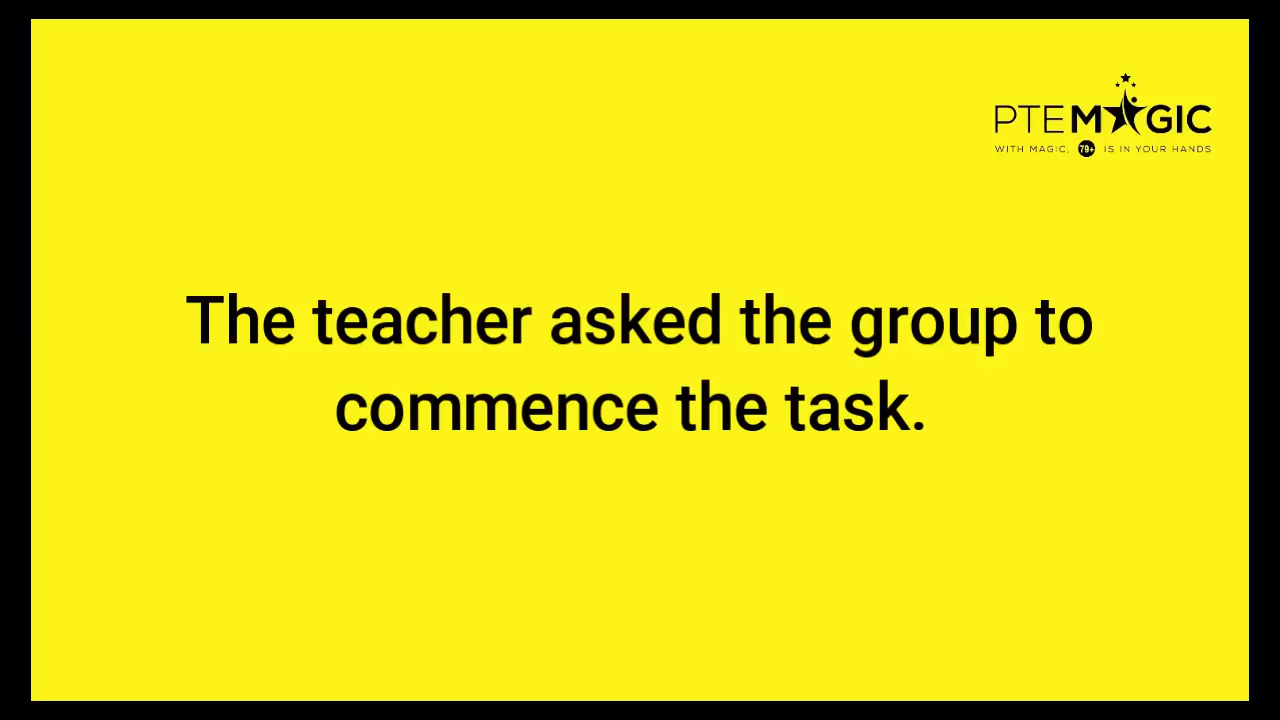 PTEMAGIC
WITH MAGIC, 79+ IS IN YOUR HANDS
The teacher asked the group to
commence the task.